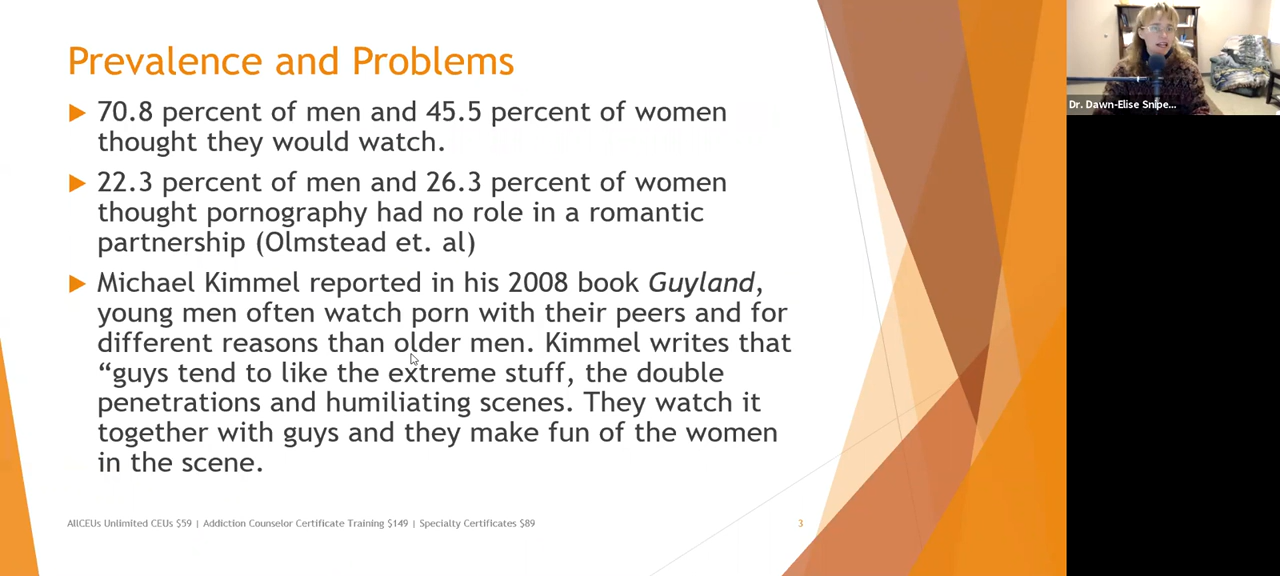 Prevalence and Problems
70.8 percent of men and 45.5 percent of women
thought they would watch.
22.3 percent of men and 26.3 percent of women
thought pornography had no role in a romantic
partnership (Olmstead et. al)
Michael Kimmel reported in his 2008 book Guyland,
young men often watch porn with their peers and for
different reasons than older men. Kimmel writes that
“guys tend to like the extreme stuff, the double
penetrations and humiliating scenes. They watch it
together with guys and they make fun of the women
in the scene.
AllCEUs Unlimited CEUs $59 | Addiction Counselor Certificate Training $149 | Specialty Certificates $89
3
Dr. Dawn-Elise Snipe...